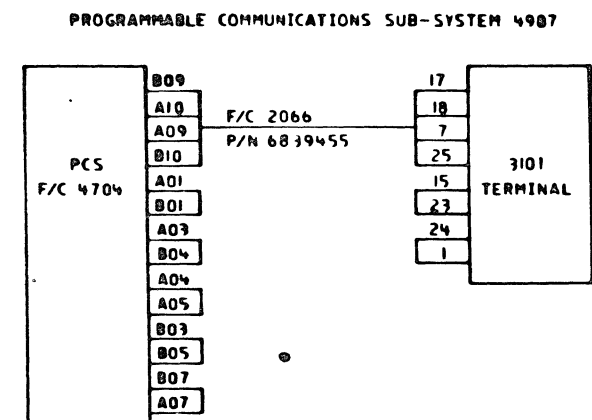 PROGRAMMABLE COMMUNICATIONS SUB-SYSTEM 4987
B09
A10
A09
B10
A01
B01
A03
B04
A04
A05
B03
B05
B07
A07
PCS
F/C 4704
F/C 2066
P/N 6839455
17
18
7
25
15
23
24
1
3101
TERMINAL